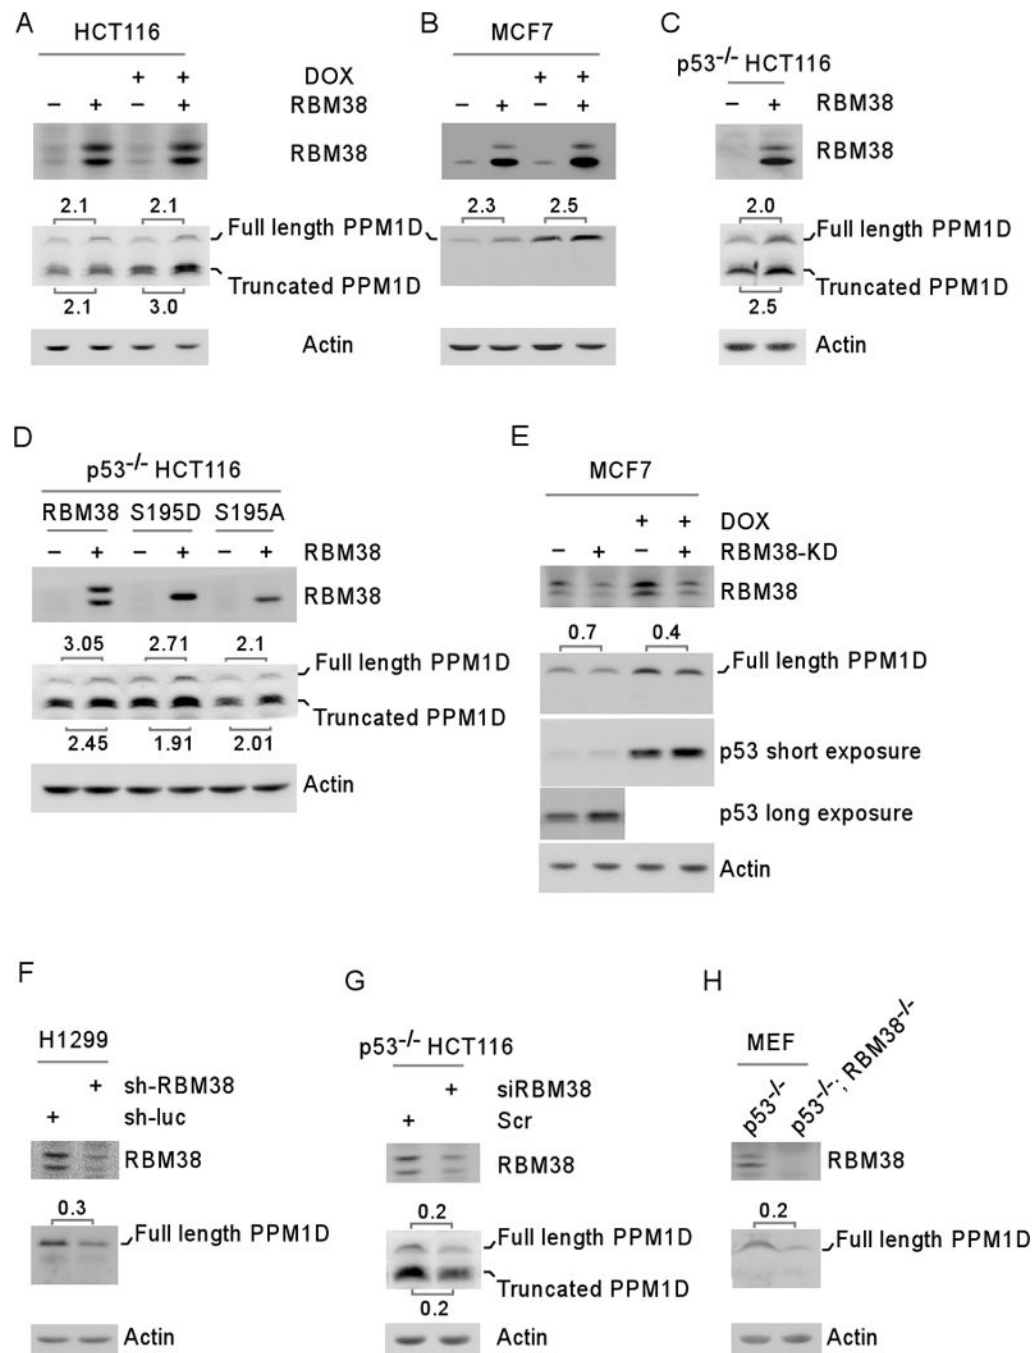 A
HCT116
+ +
DOX
− + − +
RBM38
RBM38
2.1 2.1
Full length PPM1D
Truncated PPM1D
2.1 3.0
Actin
B
MCF7
+ +
− + − +
2.3 2.5
C
p53-/- HCT116
− + RBM38
RBM38
2.0
Full length PPM1D
Truncated PPM1D
2.5
Actin
D
p53-/- HCT116
RBM38 S195D S195A
− + − + − + RBM38
RBM38
3.05 2.71 2.1
Full length PPM1D
Truncated PPM1D
2.45 1.91 2.01
Actin
E
MCF7
+ + DOX
− + − + RBM38-KD
RBM38
0.7 0.4
Full length PPM1D
p53 short exposure
p53 long exposure
Actin
F
H1299
+ sh-RBM38
+ sh-luc
RBM38
0.3
Full length PPM1D
Actin
G
p53-/- HCT116
+ siRBM38
+ Scr
RBM38
0.2
Full length PPM1D
Truncated PPM1D
0.2
Actin
H
MEF
p53-/-
p53-/-; RBM38-/-
RBM38
0.2
Full length PPM1D
Actin